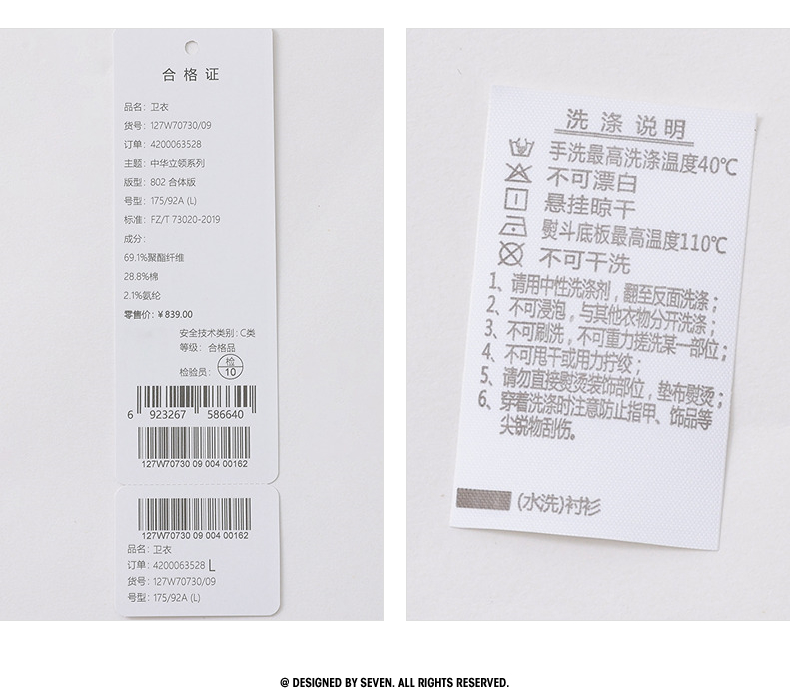 合格证
品名：卫衣
货号：127W70730/09
订单：4200063528
主题：中华立领系列
版型：802 合体版
号型：175/92A (L)
标准：FZ/T 73020-2019
成分：
69.1%聚酯纤维
28.8%棉
2.1%氨纶
零售价：￥839.00
安全技术类别：C类
等级：合格品
检验员：检 10
6 923267 586640
127W70730 09 004 00162
127W70730 09 004 00162
品名：卫衣
订单：4200063528 L
货号：127W70730/09
号型：175/92A (L)
洗涤说明
手洗最高洗涤温度40℃
不可漂白
悬挂晾干
熨斗底板最高温度110℃
不可干洗
1、请用中性洗涤剂，翻至反面洗涤；
2、不可浸泡，与其他衣物分开洗涤；
3、不可刷洗，不可重力搓洗某一部位；
4、不可甩干或用力拧绞；
5、请勿直接熨烫装饰部位，垫布熨烫；
6、穿着洗涤时注意防止指甲、饰品等
尖锐物刮伤。
(水洗)衬衫
@ DESIGNED BY SEVEN. ALL RIGHTS RESERVED.